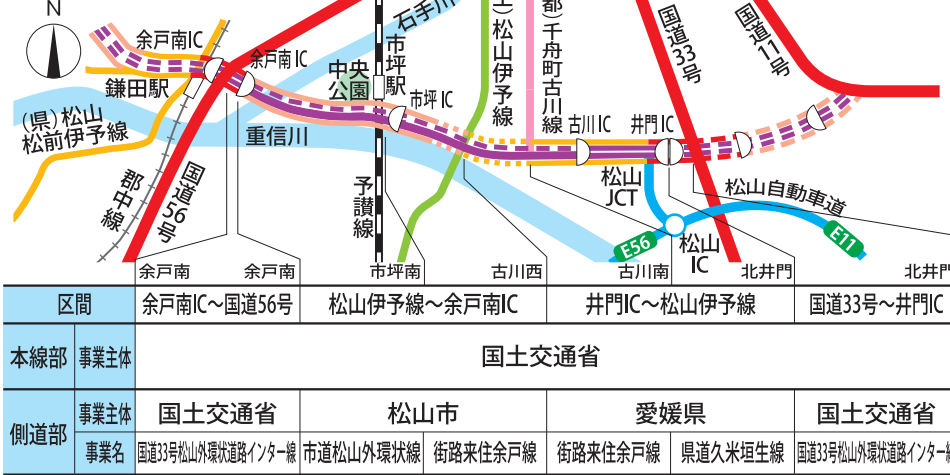 N
余戸南IC
余戸南IC
鎌田駅
(県)松山
松前伊予線
郡中線
国道56号
石手川
中央
公園
市坪駅
市坪IC
重信川
予讃線
松山伊予線
都)千舟町古川線
古川IC
井門IC
国道33号
国道11号
松山
JCT
松山自動車道
E56
松山
IC
E11
余戸南 余戸南 市坪南 古川西 古川南 北井門 北井門
区間 余戸南IC~国道56号 松山伊予線~余戸南IC 井門IC~松山伊予線 国道33号~井門IC
本線部 事業主体 国土交通省
側道部 事業主体 国土交通省 松山市 愛媛県 国土交通省
事業名 国道33号松山外環状道路インター線 市道松山外環状線 街路来住余戸線 街路来住余戸線 県道久米垣生線 国道33号松山外環状道路インター線